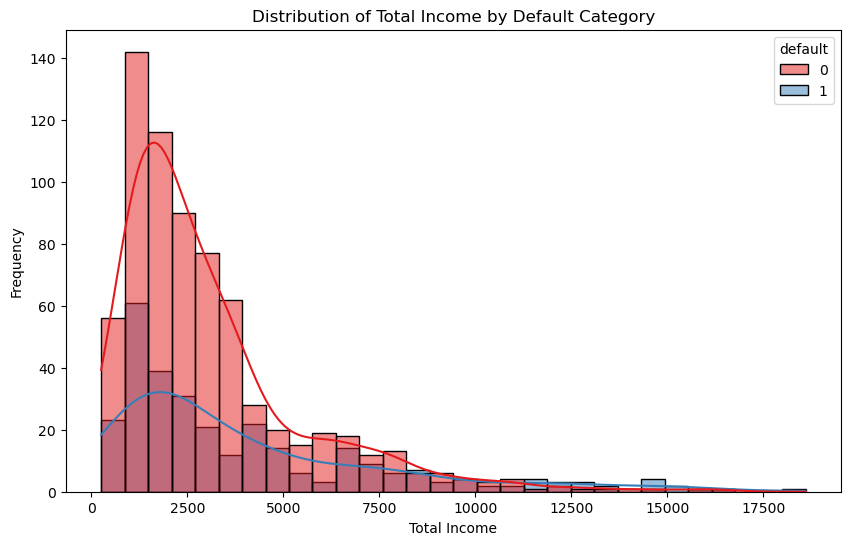 Distribution of Total Income by Default Category
default
0
1
140
120
100
80
60
40
20
0
Frequency
0 2500 5000 7500 10000 12500 15000 17500
Total Income